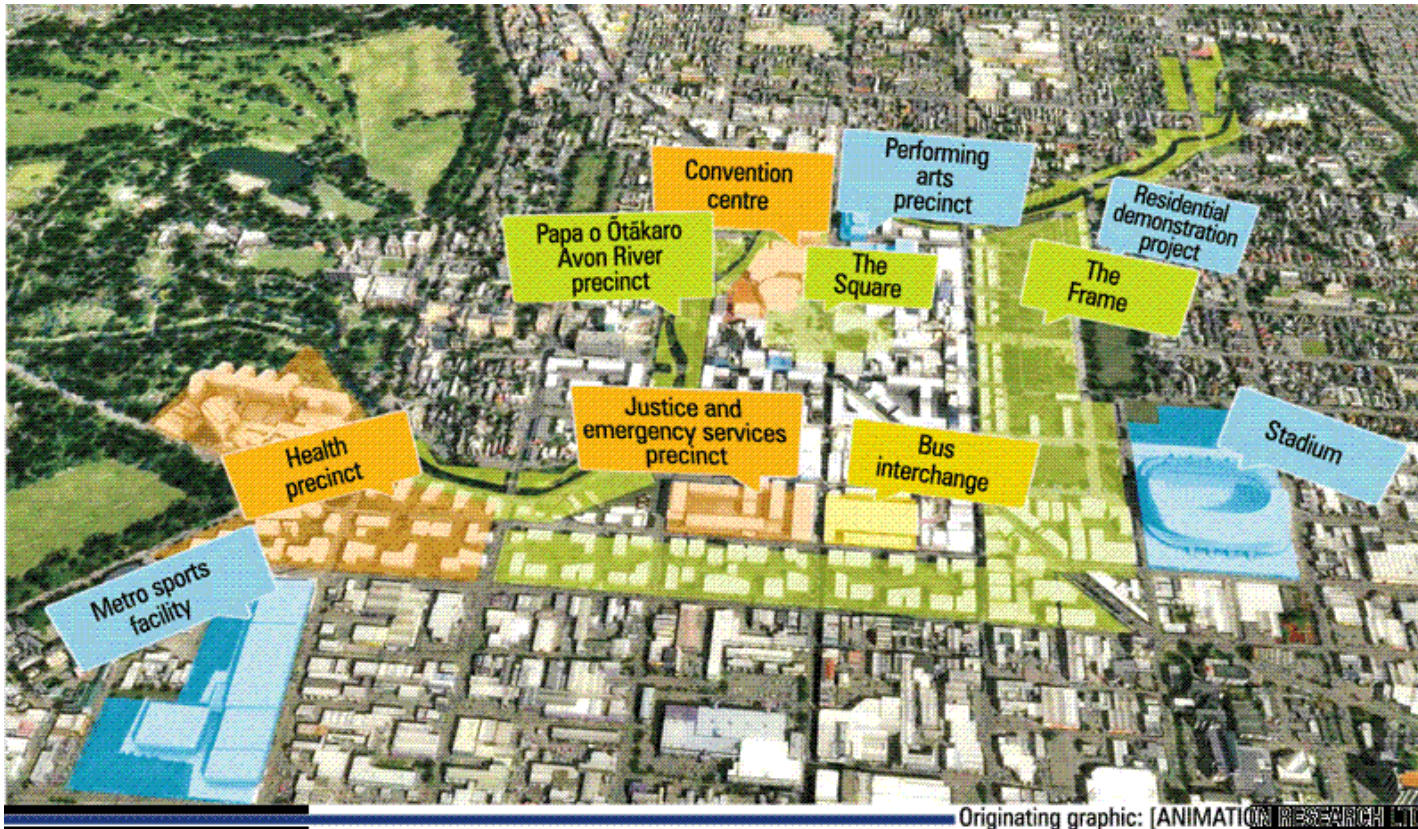 Convention
centre
Performing
arts
precinct
Residential
demonstration
project
Papa o Ōtākaro
Avon River
precinct
The
Square
The
Frame
Health
precinct
Justice and
emergency services
precinct
Bus
interchange
Stadium
Metro sports
facility
Originating graphic: [ANIMATION RESEARCH LTD